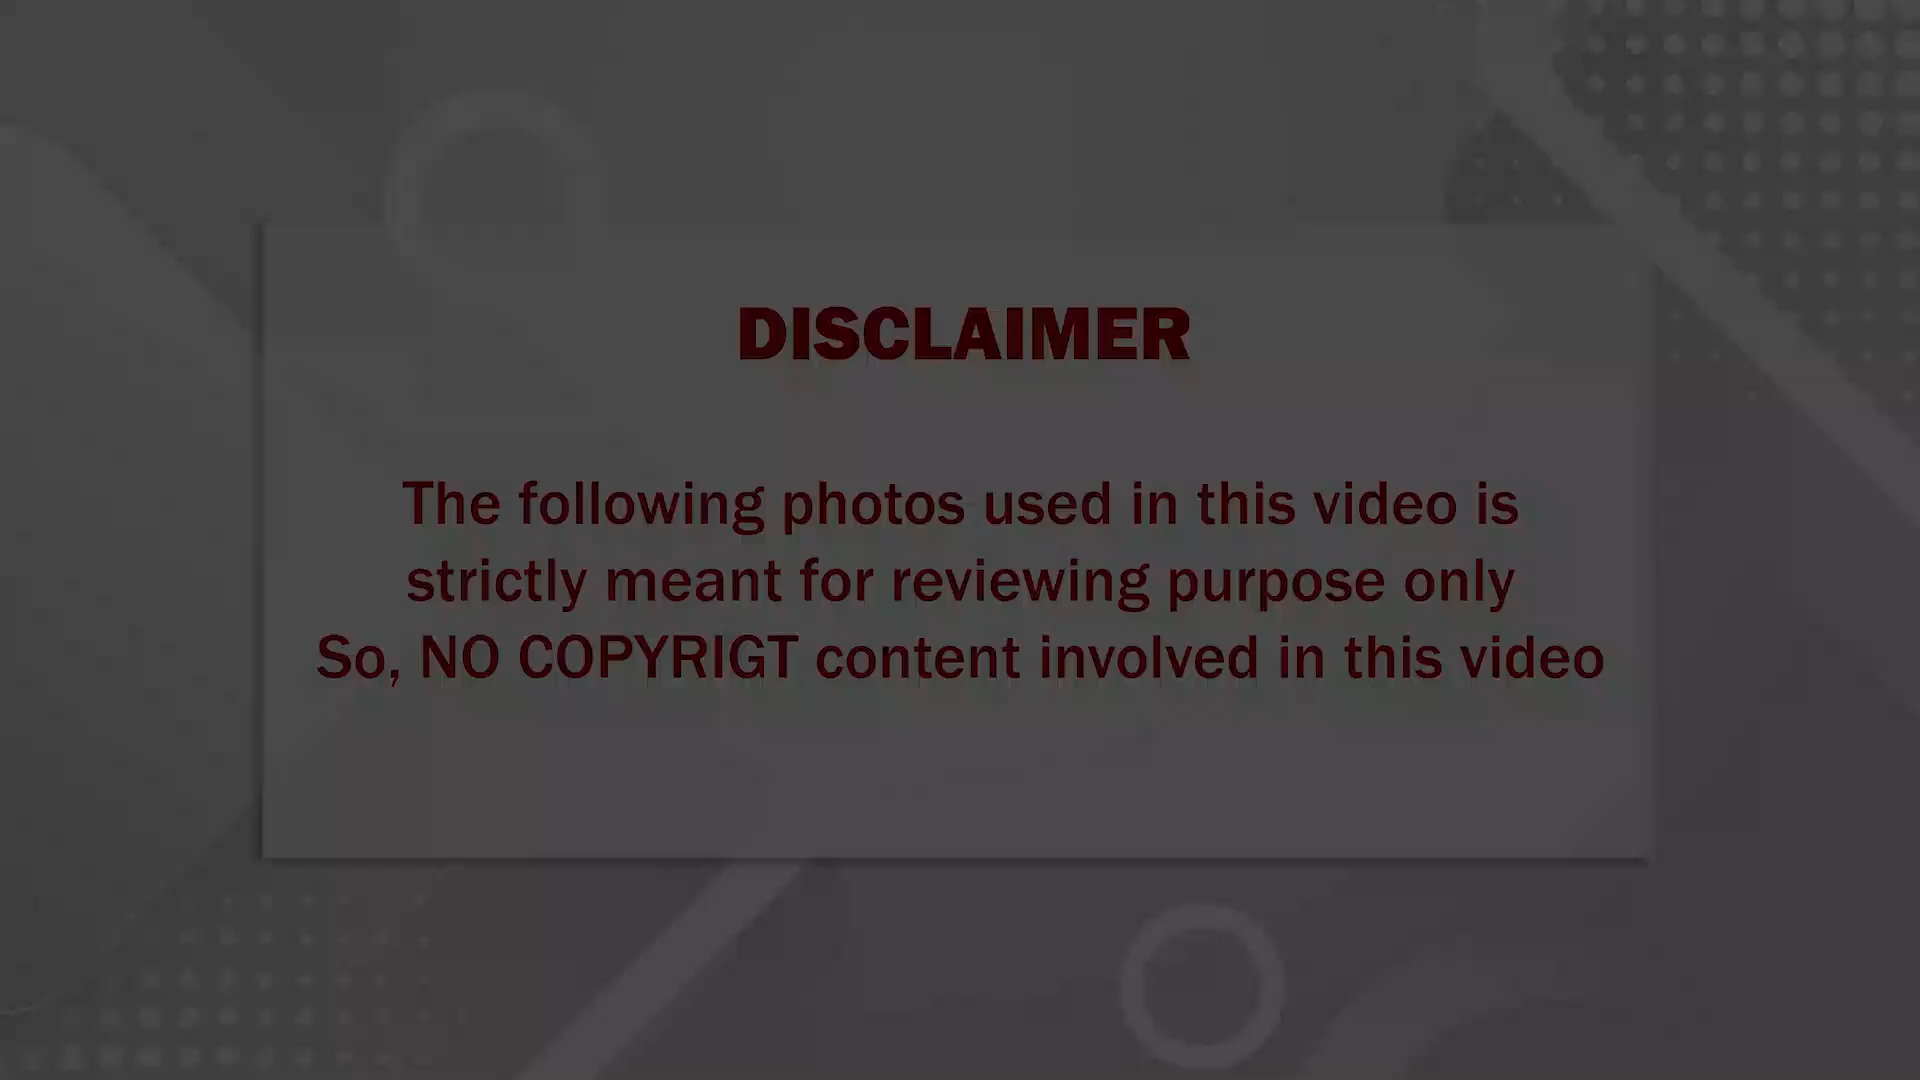 DISCLAIMER
The following photos used in this video is
strictly meant for reviewing purpose only
So, NO COPYRIGT content involved in this video